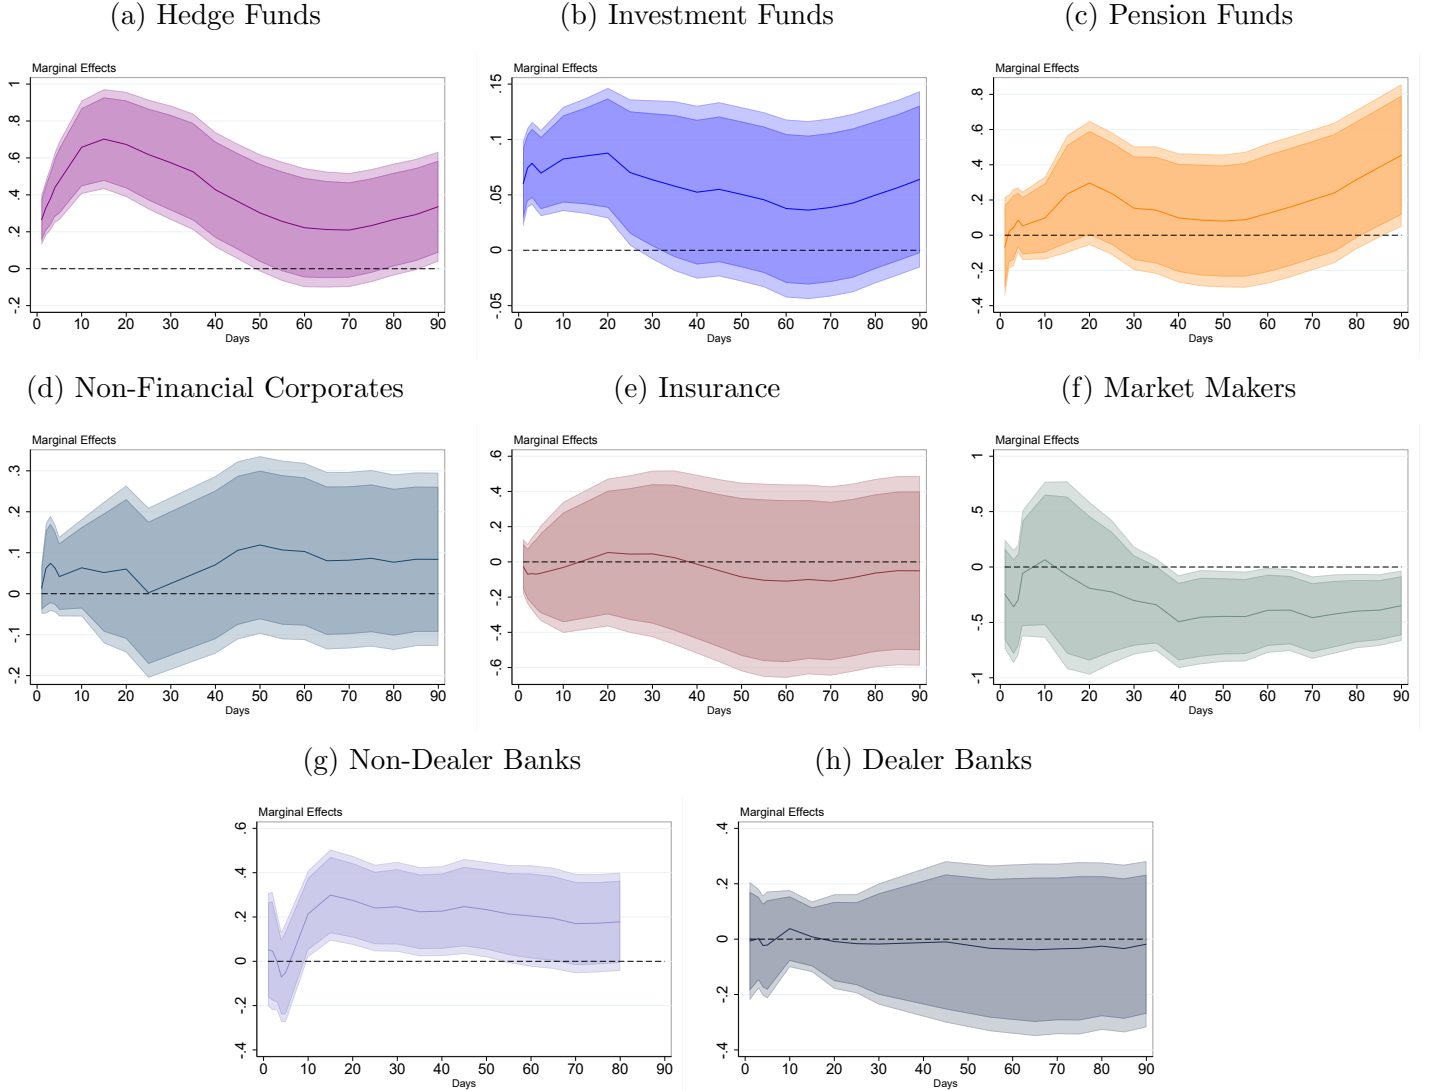 (a) Hedge Funds
Marginal Effects
1
.8
.6
.4
.2
0
-.2
0 10 20 30 40 50 60 70 80 90
Days
(b) Investment Funds
Marginal Effects
.15
.1
.05
0
-.05
0 10 20 30 40 50 60 70 80 90
Days
(c) Pension Funds
Marginal Effects
.8
.6
.4
.2
0
-.2
-.4
0 10 20 30 40 50 60 70 80 90
Days
(d) Non-Financial Corporates
Marginal Effects
.3
.2
.1
0
-.1
-.2
0 10 20 30 40 50 60 70 80 90
Days
(e) Insurance
Marginal Effects
.6
.4
.2
0
-.2
-.4
-.6
0 10 20 30 40 50 60 70 80 90
Days
(f) Market Makers
Marginal Effects
1
.5
0
-.5
-1
0 10 20 30 40 50 60 70 80 90
Days
(g) Non-Dealer Banks
Marginal Effects
.6
.4
.2
0
-.2
-.4
0 10 20 30 40 50 60 70 80 90
Days
(h) Dealer Banks
Marginal Effects
.4
.2
0
-.2
-.4
0 10 20 30 40 50 60 70 80 90
Days